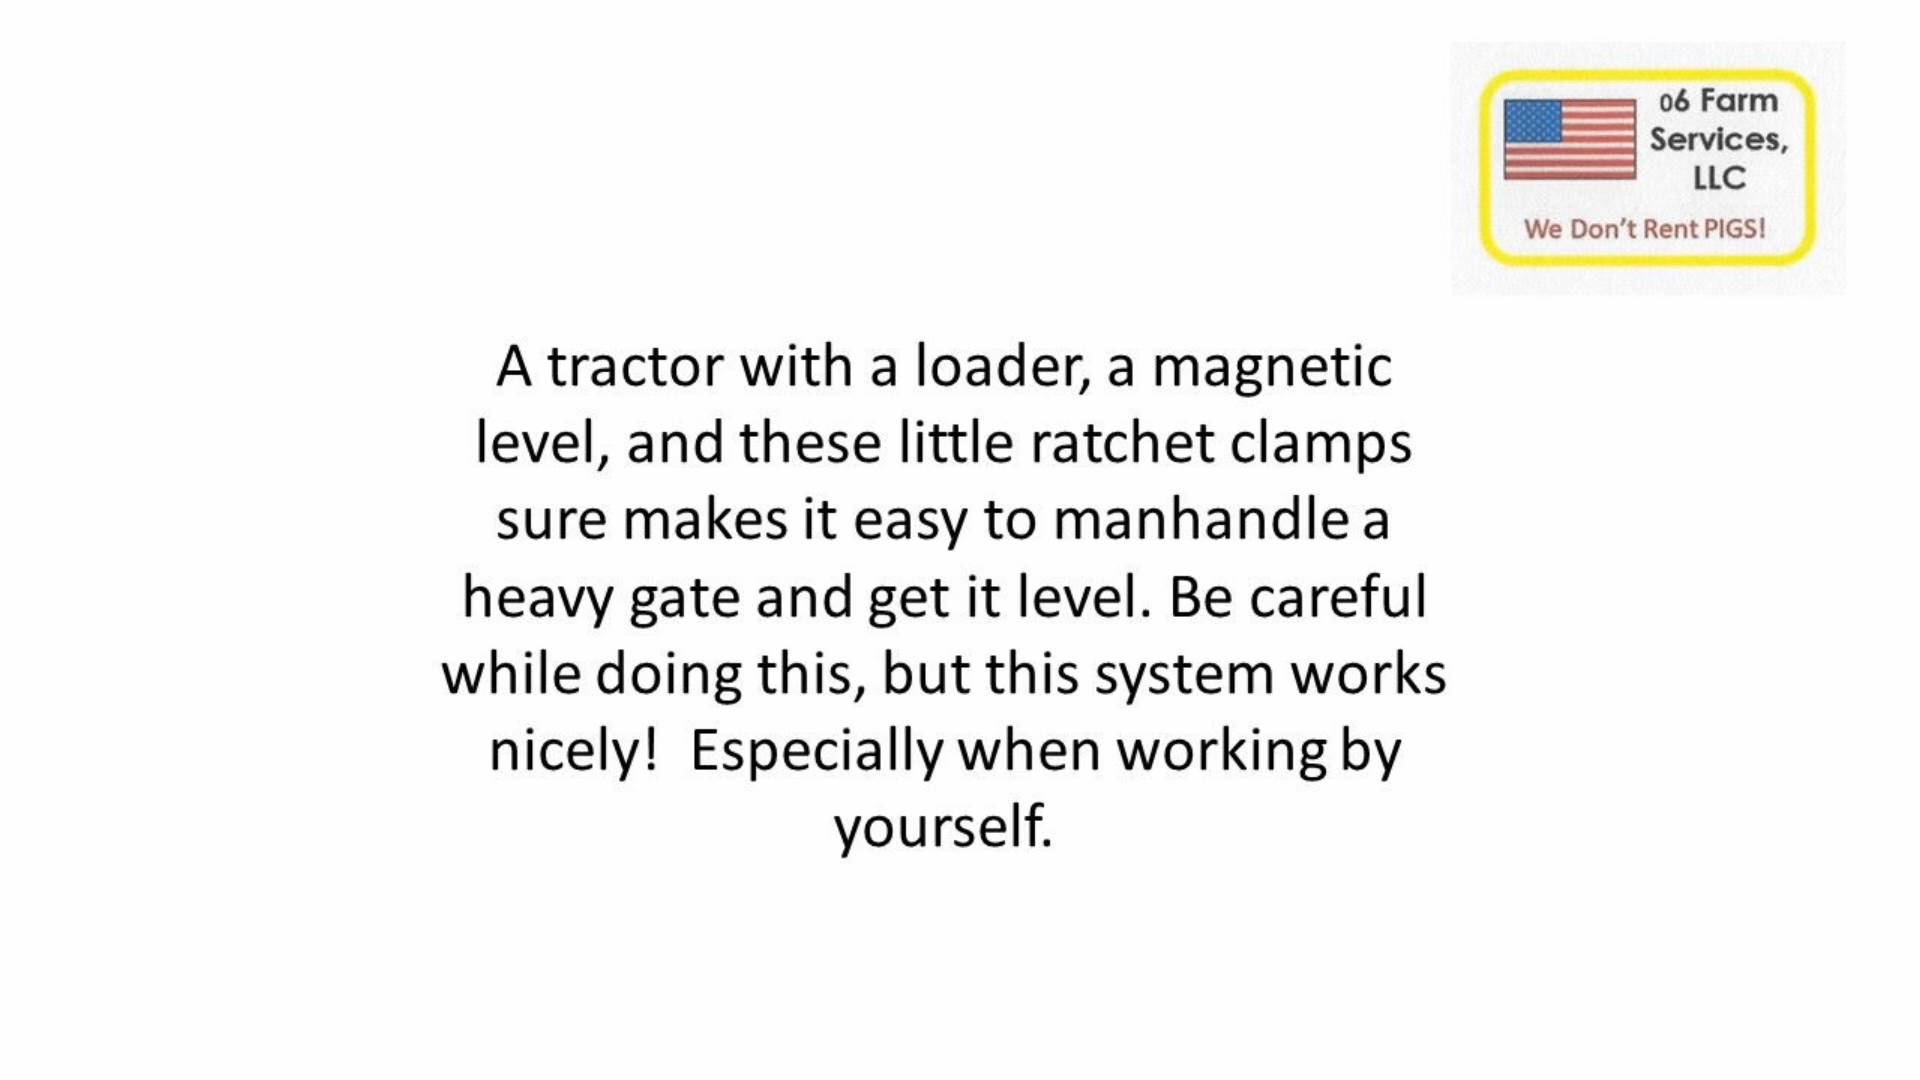 06 Farm
Services,
LLC
We Don't Rent PIGS!
A tractor with a loader, a magnetic
level, and these little ratchet clamps
sure makes it easy to manhandle a
heavy gate and get it level. Be careful
while doing this, but this system works
nicely!  Especially when working by
yourself.